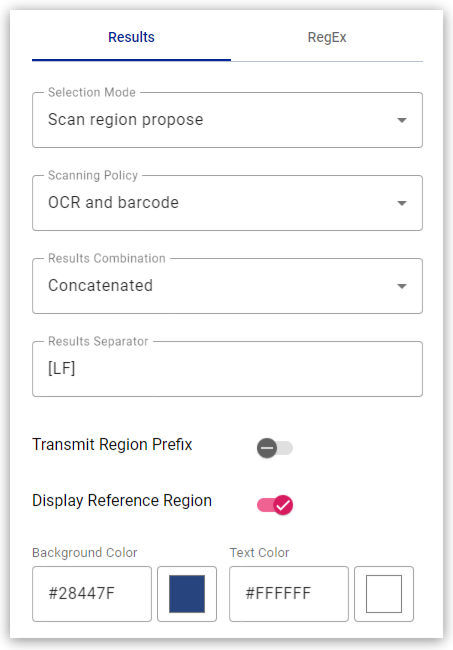 Results RegEx
Selection Mode
Scan region propose
Scanning Policy
OCR and barcode
Results Combination
Concatenated
Results Separator
[LF]
Transmit Region Prefix
Display Reference Region
Background Color Text Color
#28447F #FFFFFF